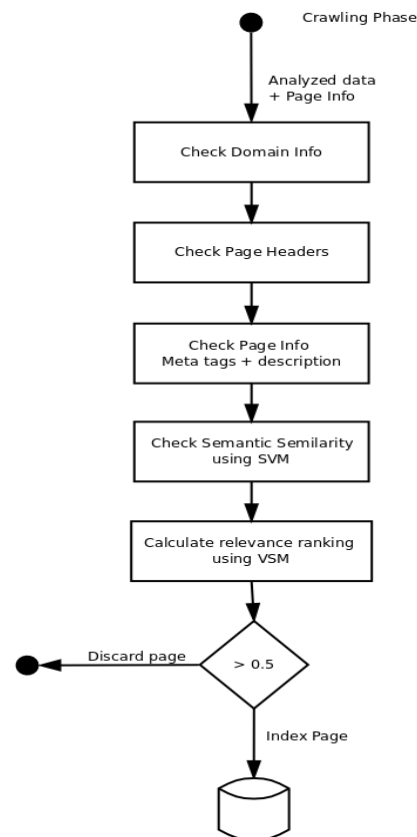 Crawling Phase
Analyzed data
+ Page Info
Check Domain Info
Check Page Headers
Check Page Info
Meta tags + description
Check Semantic Semilarity
using SVM
Calculate relevance ranking
using VSM
> 0.5
Discard page
Index Page